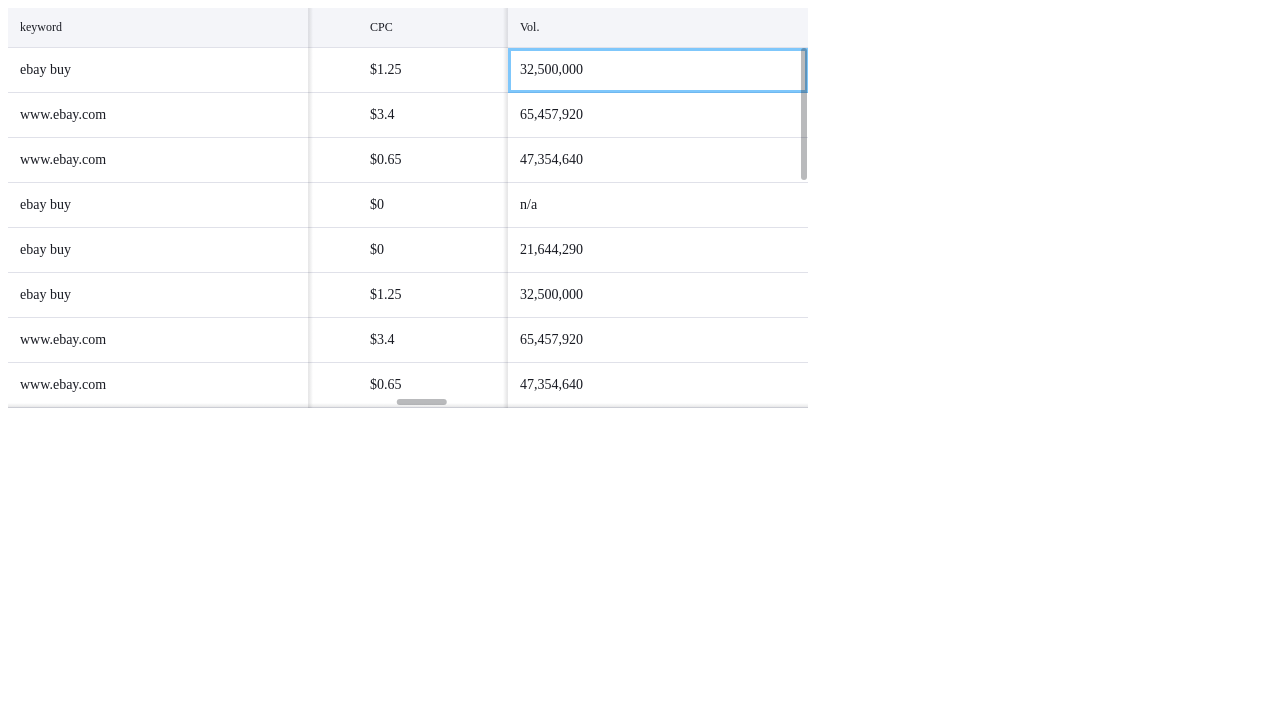 keyword CPC Vol.
ebay buy $1.25 32,500,000
www.ebay.com $3.4 65,457,920
www.ebay.com $0.65 47,354,640
ebay buy $0 n/a
ebay buy $0 21,644,290
ebay buy $1.25 32,500,000
www.ebay.com $3.4 65,457,920
www.ebay.com $0.65 47,354,640